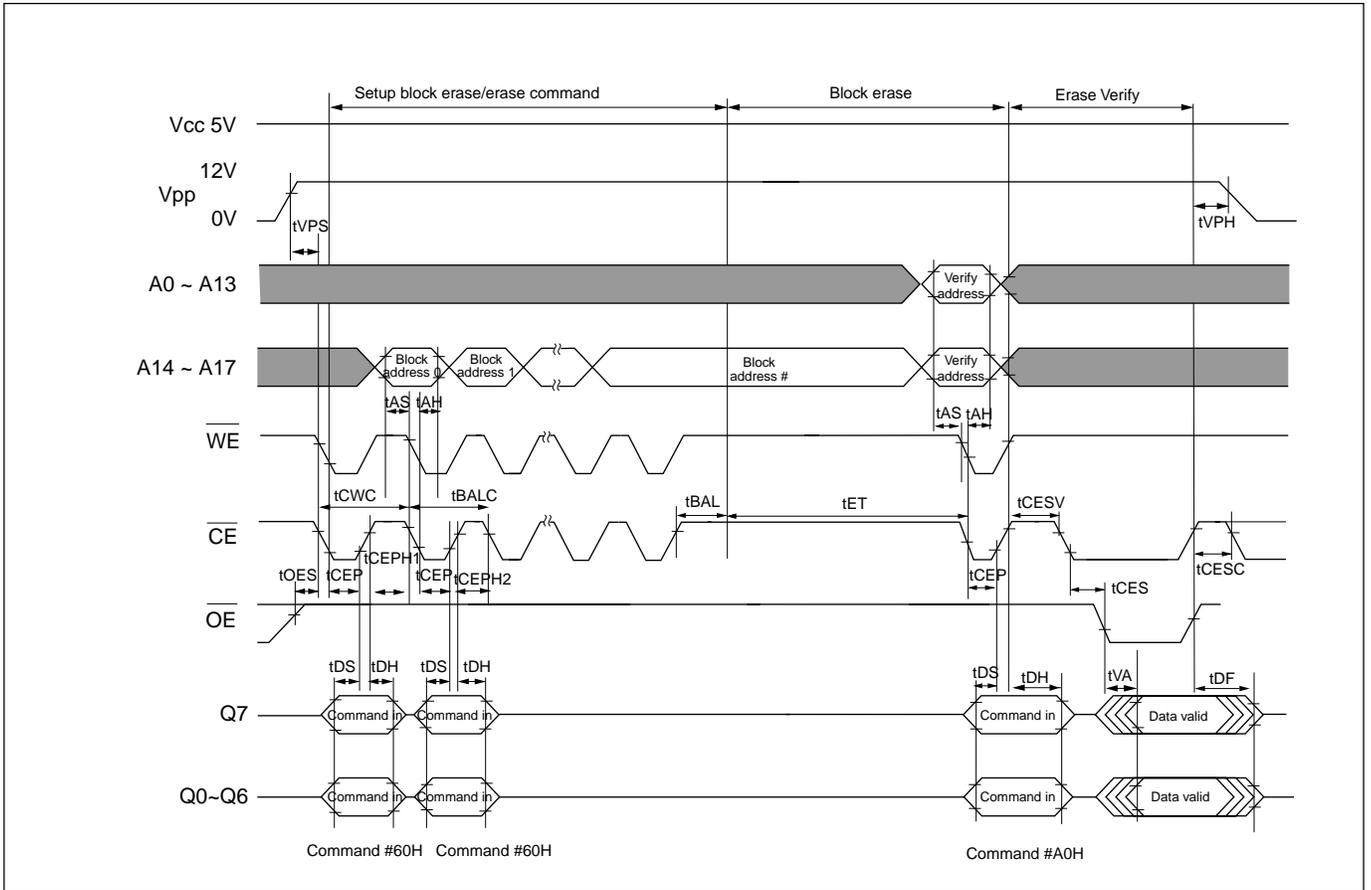 Setup block erase/erase command
Block erase
Erase Verify
Vcc 5V
12V
Vpp
0V
tVPS
tVPH
A0 ~ A13
Verify
address
A14 ~ A17
Block
address 0
Block
address 1
Block
address #
Verify
address
tAS
tAH
tAS
tAH
WE
tCWC
tBALC
tBAL
tET
tCESV
CE
tCEPH1
tOES
tCEP
tCEP
tCEPH2
tCEP
tCESC
tCES
OE
tDS
tDH
tDS
tDH
tDS
tDH
tVA
tDF
Q7
Command in
Command in
Command in
Data valid
Q0~Q6
Command in
Command in
Command in
Data valid
Command #60H
Command #60H
Command #A0H